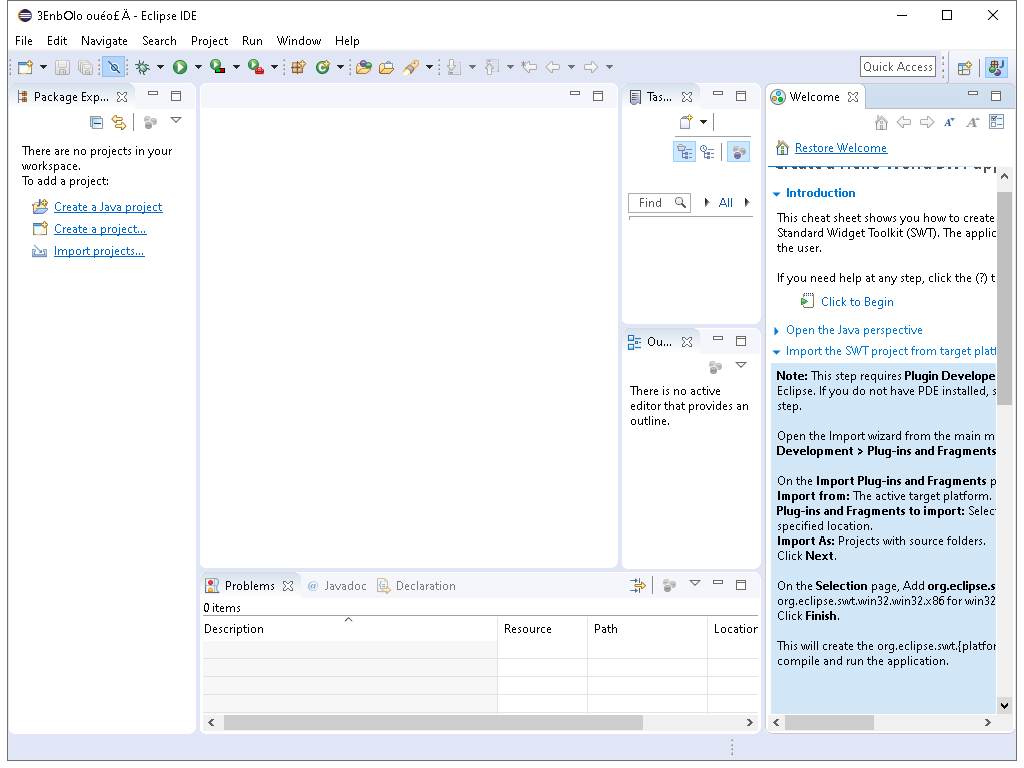 3EnbOlo ouéo£Ä - Eclipse IDE
File Edit Navigate Search Project Run Window Help
Quick Access
Package Exp...
There are no projects in your
workspace.
To add a project:
Create a Java project
Create a project...
Import projects...
Tas...
Find
All
Ou...
There is no active
editor that provides an
outline.
Problems @ Javadoc Declaration
0 items
Description Resource Path Location
Welcome
Restore Welcome
Introduction
This cheat sheet shows you how to create
Standard Widget Toolkit (SWT). The applic
the user.
If you need help at any step, click the (?) t
Click to Begin
Open the Java perspective
Import the SWT project from target platf
Note: This step requires Plugin Develope
Eclipse. If you do not have PDE installed, s
step.
Open the Import wizard from the main m
Development > Plug-ins and Fragments
On the Import Plug-ins and Fragments p
Import from: The active target platform.
Plug-ins and Fragments to import: Selec
specified location.
Import As: Projects with source folders.
Click Next.
On the Selection page, Add org.eclipse.s
org.eclipse.swt.win32.win32.x86 for win32
Click Finish.
This will create the org.eclipse.swt.{platfor
compile and run the application.